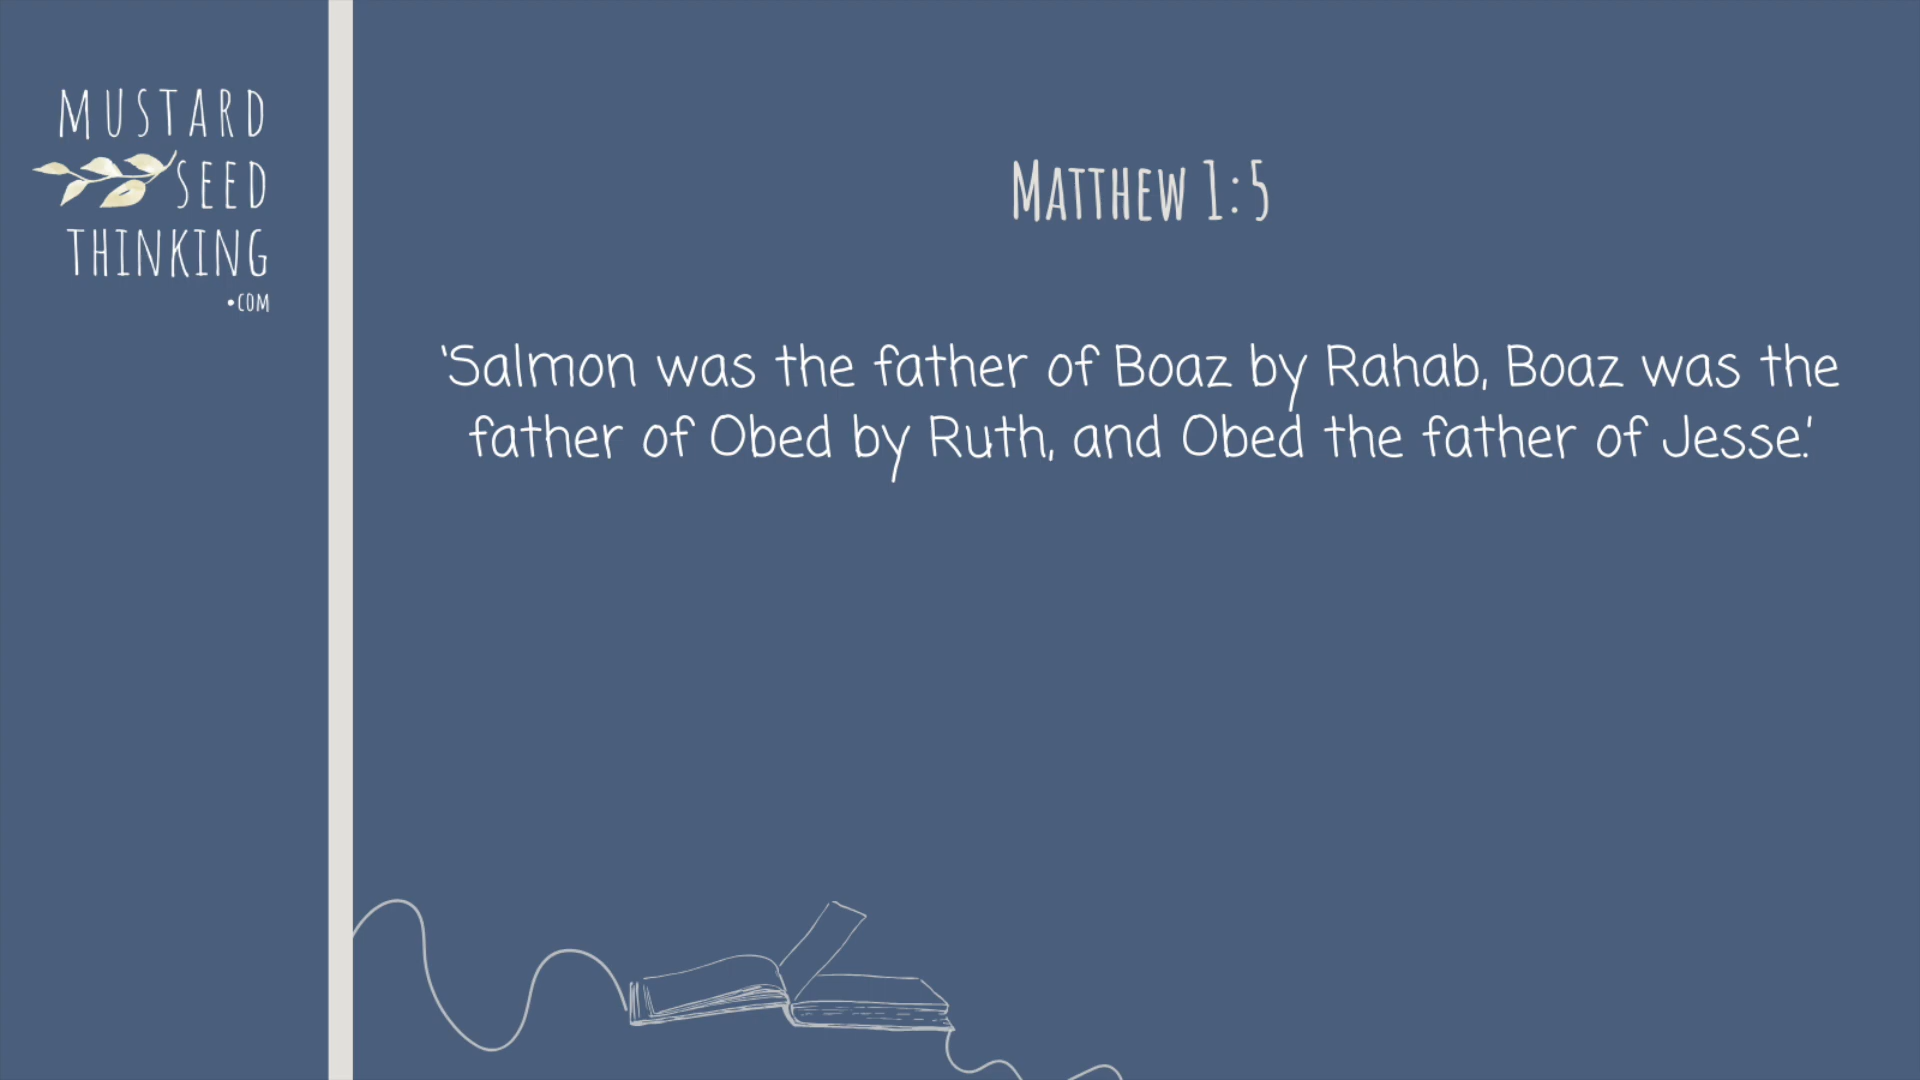 MUSTARD
SEED
THINKING
•COM
MATTHEW 1:5
'Salmon was the father of Boaz by Rahab, Boaz was the
father of Obed by Ruth, and Obed the father of Jesse.'